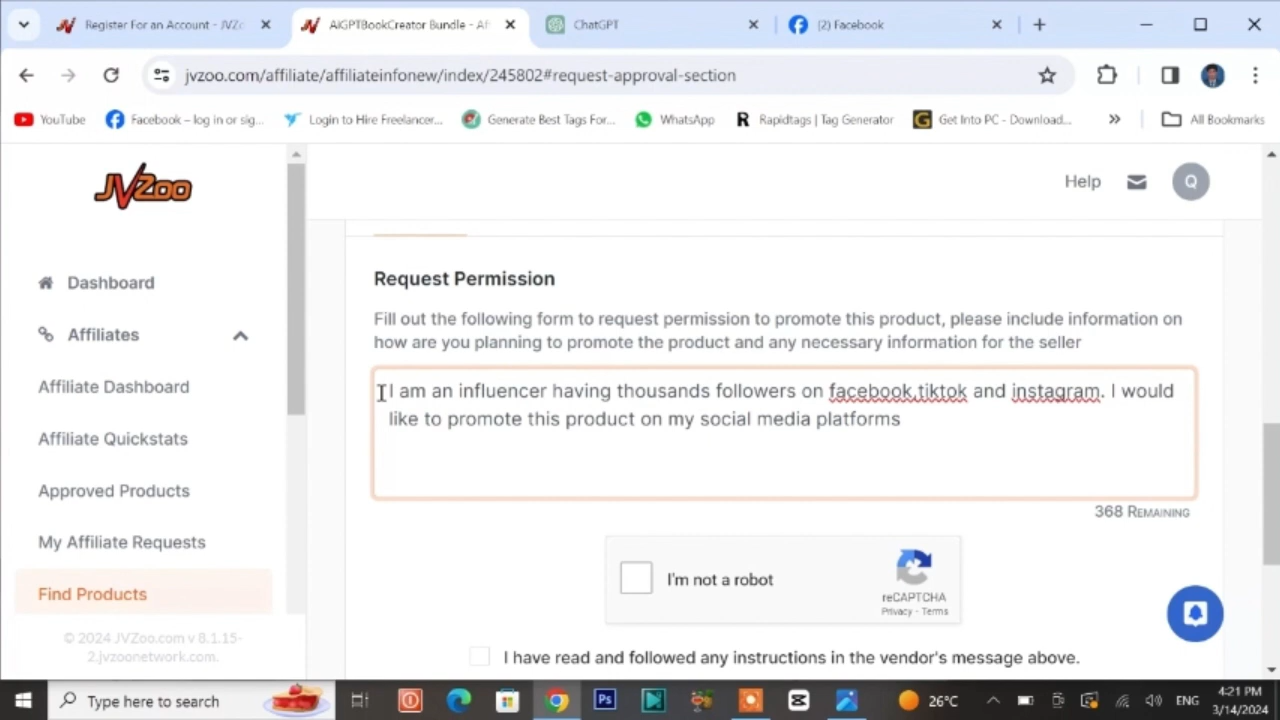 Register For an Account - JVZo
AiGPTBookCreator Bundle - Af
ChatGPT
(2) Facebook
jvzoo.com/affiliate/affiliateinfonew/index/245802#request-approval-section
YouTube
Facebook – log in or sig...
Login to Hire Freelancer...
Generate Best Tags For...
WhatsApp
Rapidtags | Tag Generator
Get Into PC - Download...
All Bookmarks
JVZoo
Help
Q
Dashboard
Affiliates
Affiliate Dashboard
Affiliate Quickstats
Approved Products
My Affiliate Requests
Find Products
© 2024 JVZoo.com v 8.1.15-
2.jvzoonetwork.com.
Request Permission
Fill out the following form to request permission to promote this product, please include information on
how are you planning to promote the product and any necessary information for the seller
I am an influencer having thousands followers on facebook,tiktok and instagram. I would
like to promote this product on my social media platforms
368 REMAINING
I'm not a robot
reCAPTCHA
Privacy - Terms
I have read and followed any instructions in the vendor's message above.
Type here to search
Ps
26°C
ENG
4:21 PM
3/14/2024